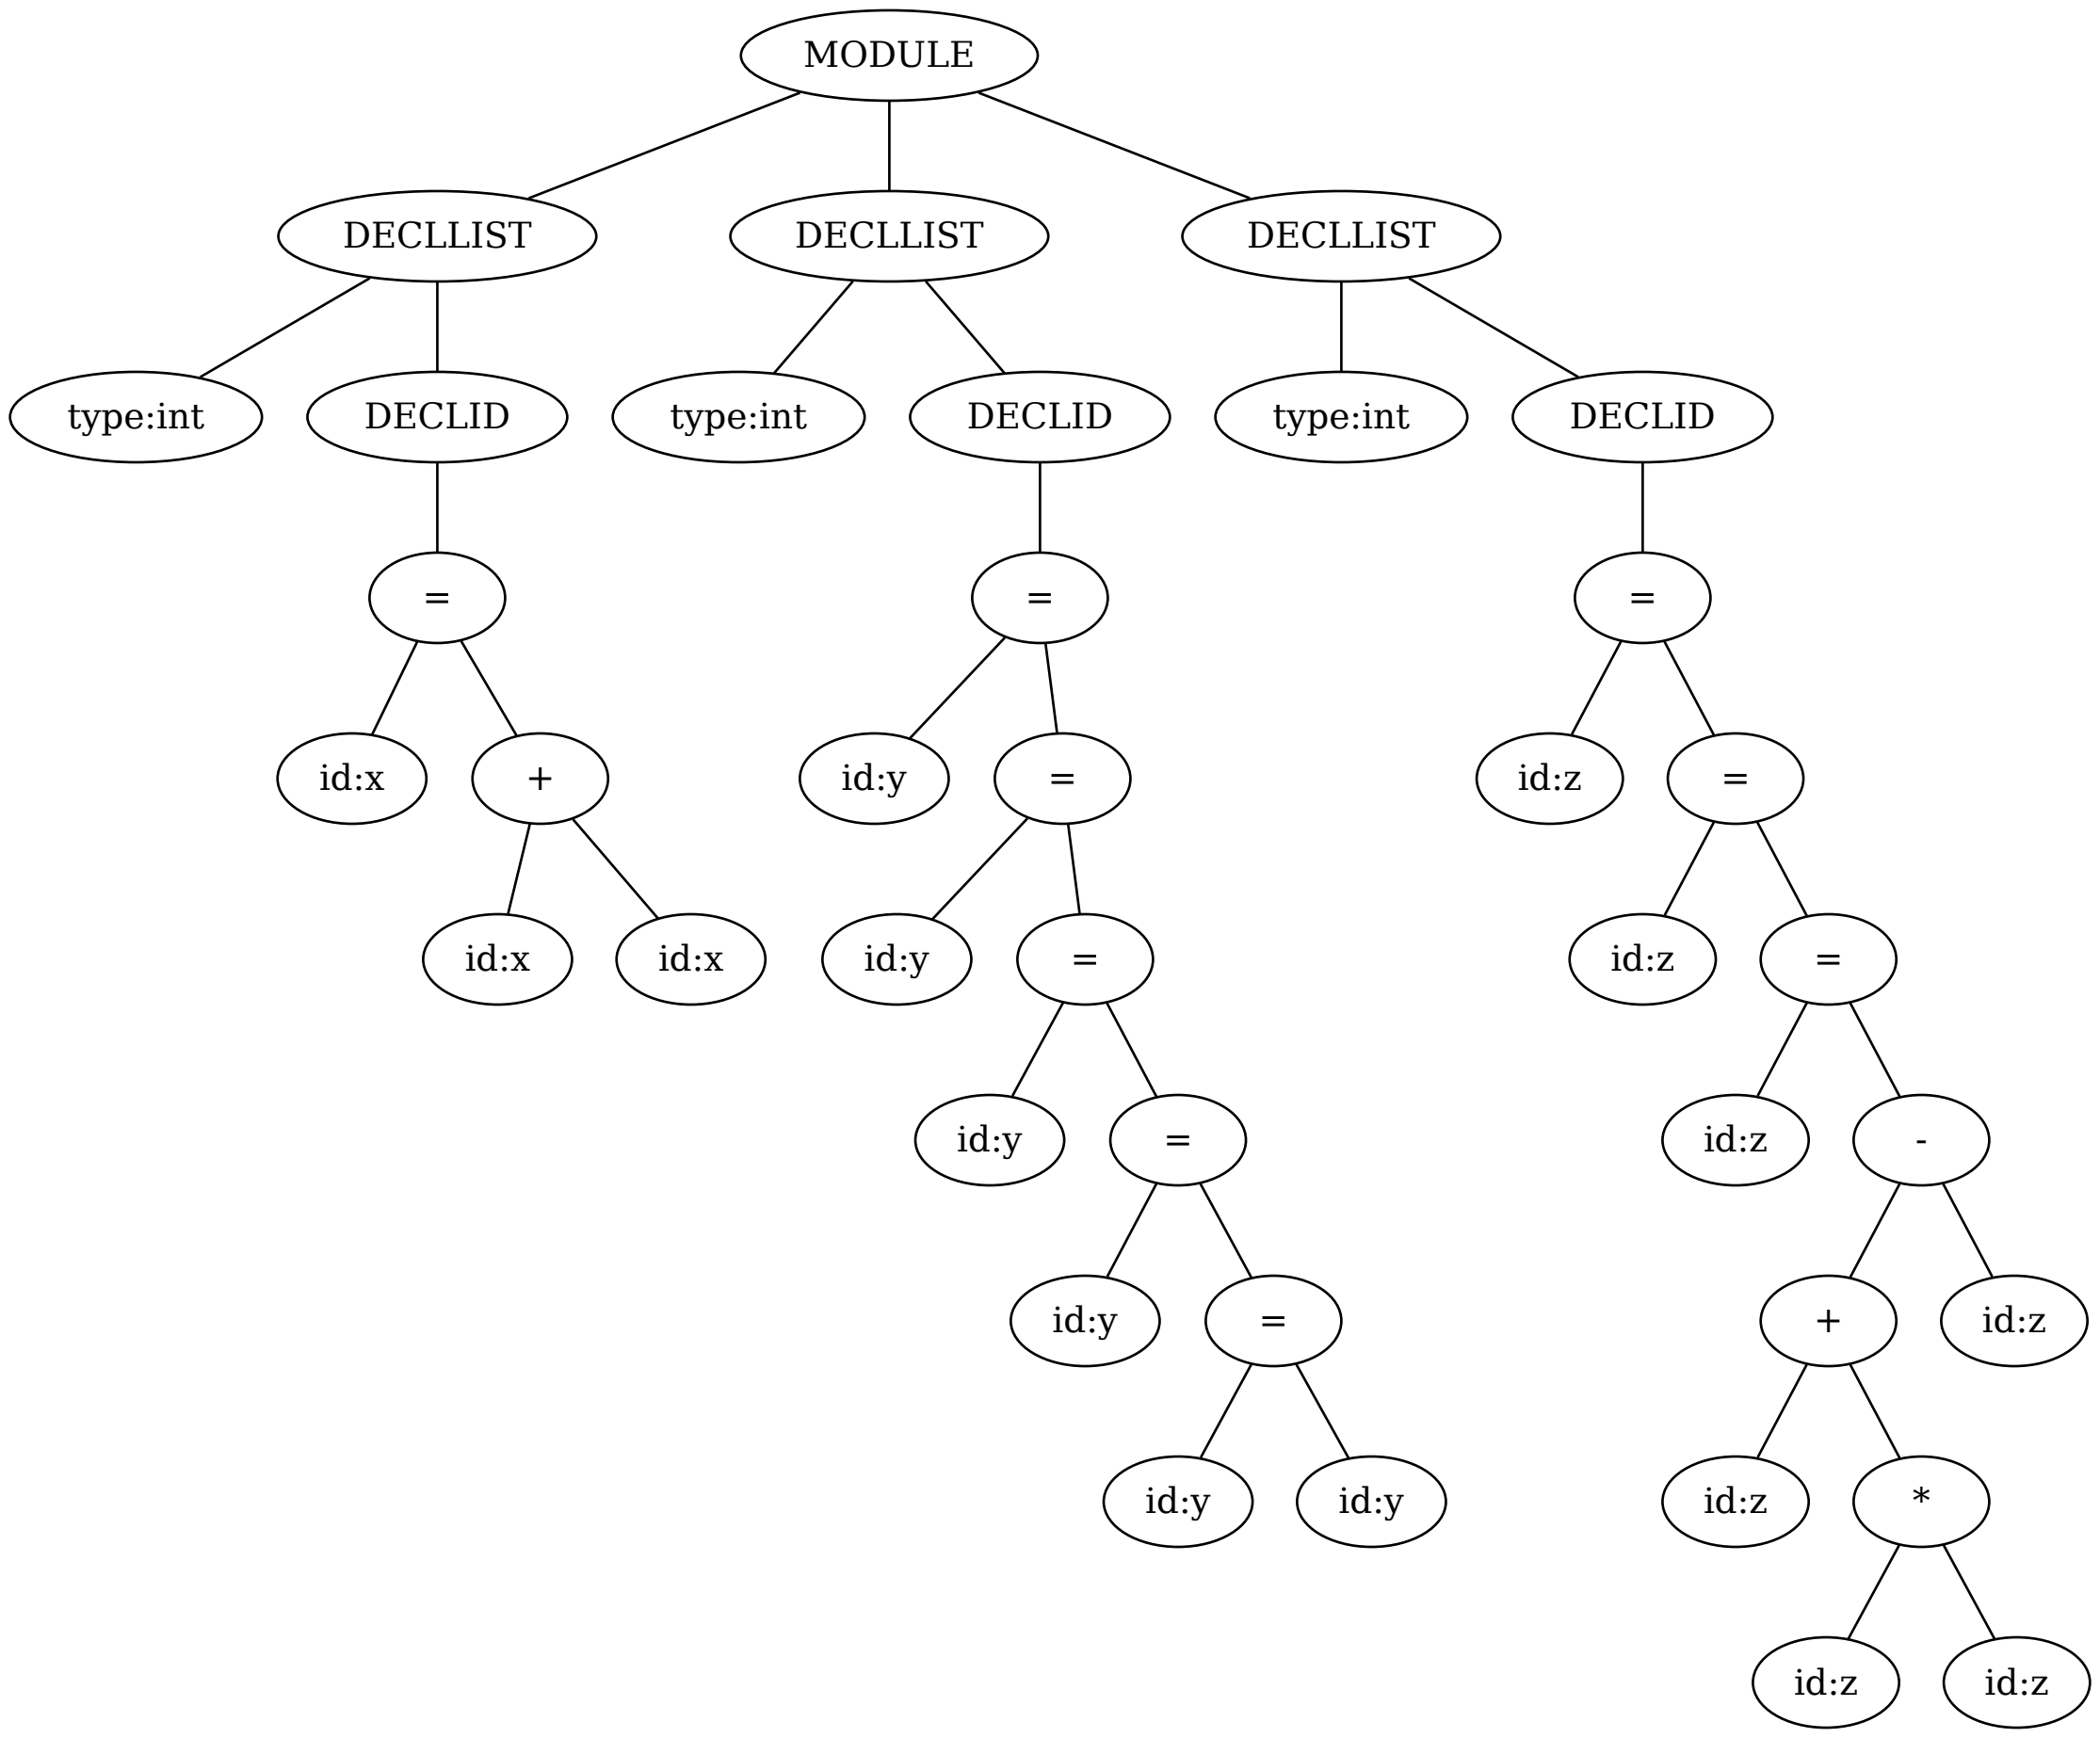 MODULE
DECLLIST DECLLIST DECLLIST
type:int DECLID type:int DECLID type:int DECLID
= = =
id:x + id:y = id:z =
id:x id:x id:y = id:z =
id:y = id:z -
id:y = + id:z
id:y id:y id:z *
id:z id:z